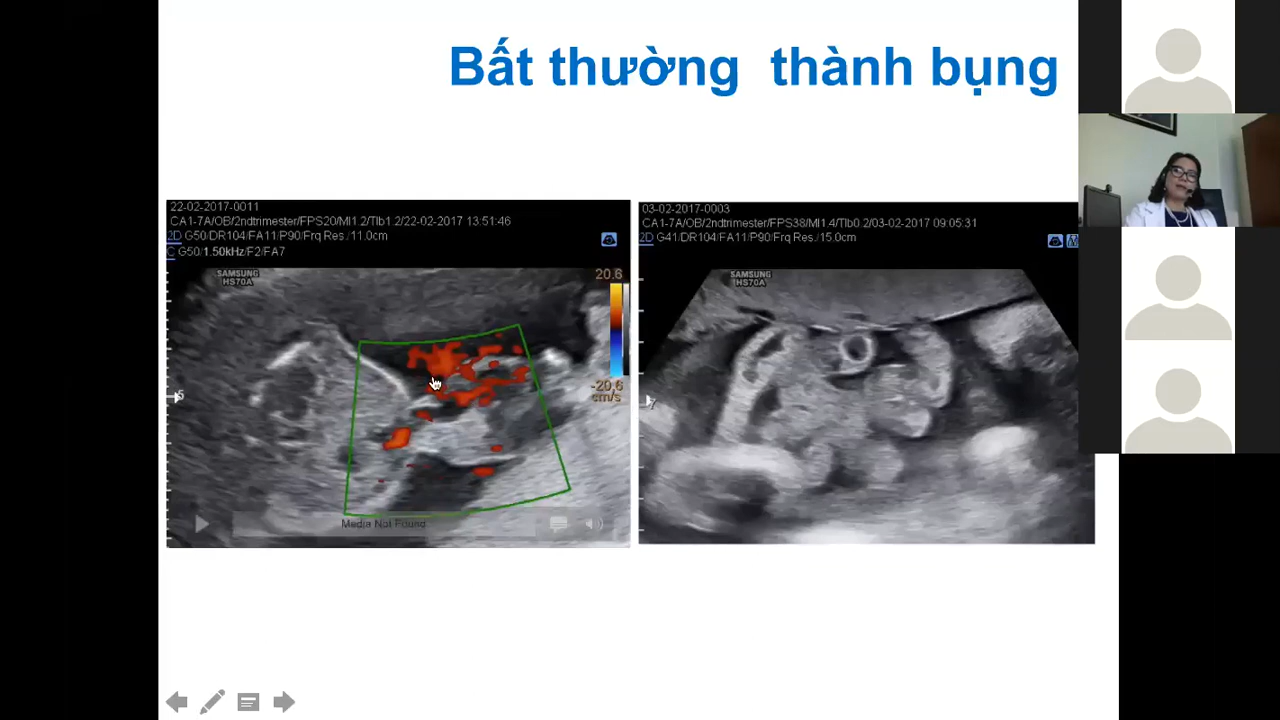 Bất thường thành bụng
22-02-2017-0011
CA1-7A/OB/2ndtrimester/FPS20/MI1.2/TIb1.2/22-02-2017 13:51:46
2D G50/DR104/FA11/P90/Frq Res./11.0cm
C G50/1.50kHz/F2/FA7
SAMSUNG
HS70A
20.6
-20.6
cm/s
5
Media Not Found
03-02-2017-0003
CA1-7A/OB/2ndtrimester/FPS38/MI1.4/TIb0.2/03-02-2017 09:05:31
2D G41/DR104/FA11/P90/Frq Res./15.0cm
SAMSUNG
HS70A
7